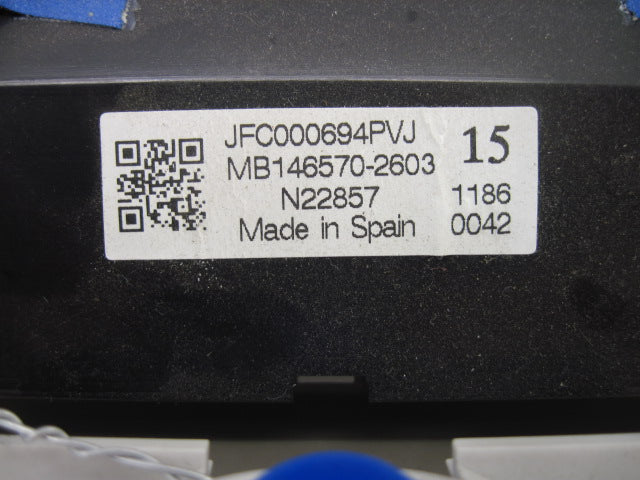 JFC000694PVJ
15
MB146570-2603
N22857
1186
Made in Spain
0042